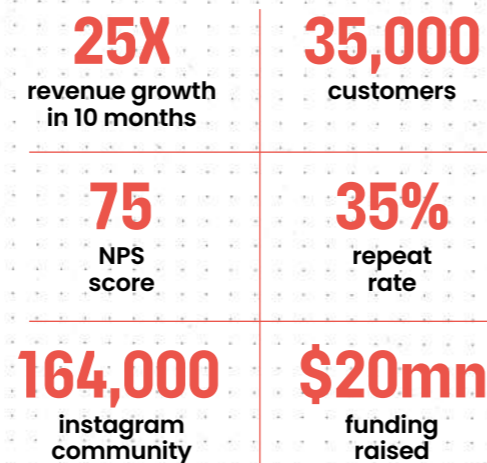 25X
revenue growth
in 10 months
35,000
customers
75
NPS
score
35%
repeat
rate
164,000
instagram
community
$20mn
funding
raised